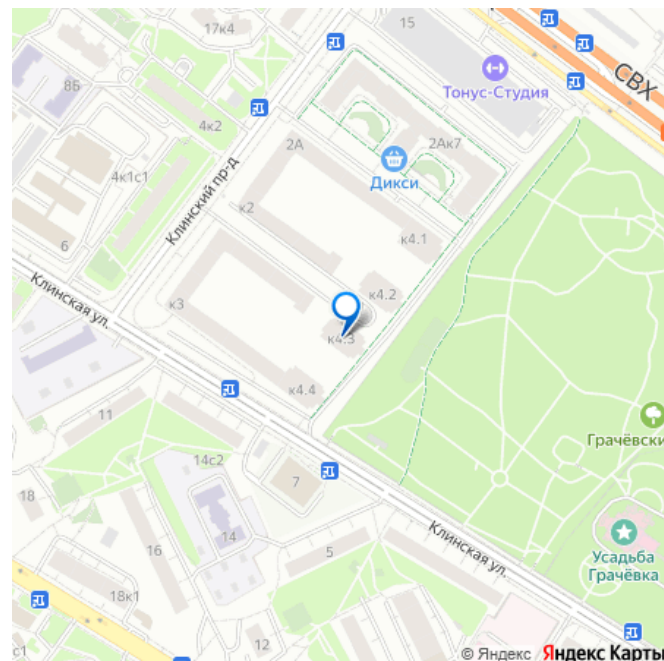 17к4
15
СВХ
8Б
Тонус-Студия
4к2
2А
2Ак7
4к1с1
Дикси
Клинский пр-д
к2
к4.1
6
Клинская ул.
к4.2
к3
к4.3
к4.4
11
Грачёвски
14с2
7
18
14
Клинская ул.
16
5
Усадьба
Грачёвка
18к1
12
с1
© Яндекс Яндекс Карты